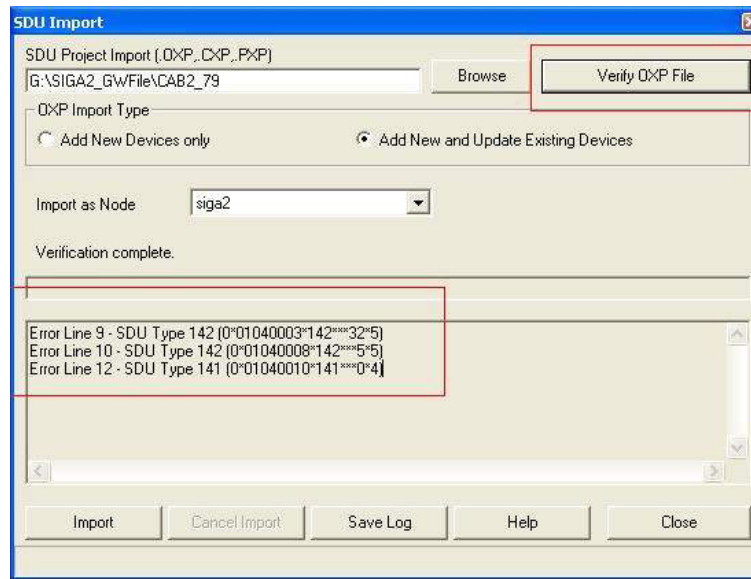 SDU Import
SDU Project Import (.OXP,.CXP,.PXP)
G:\SIGA2_GWFile\CAB2_79
Browse
Verify OXP File
OXP Import Type
Add New Devices only
Add New and Update Existing Devices
Import as Node
siga2
Verification complete.
Error Line 9 - SDU Type 142 (0*01040003*142***32*5)
Error Line 10 - SDU Type 142 (0*01040008*142***5*5)
Error Line 12 - SDU Type 141 (0*01040010*141***0*4)
Import
Cancel Import
Save Log
Help
Close